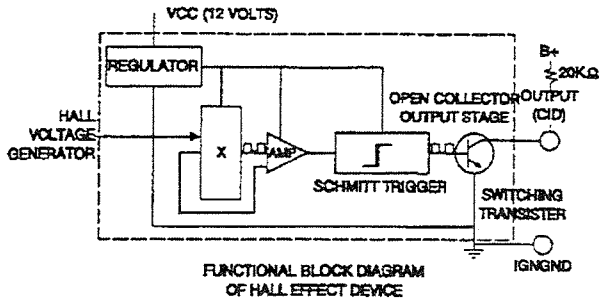 VCC (12 VOLTS)
B+
REGULATOR
20KΩ
HALL
VOLTAGE
GENERATOR
X
AMP
OPEN COLLECTOR
OUTPUT STAGE
OUTPUT
(CID)
SCHMITT TRIGGER
SWITCHING
TRANSISTER
IGNGND
FUNCTIONAL BLOCK DIAGRAM
OF HALL EFFECT DEVICE